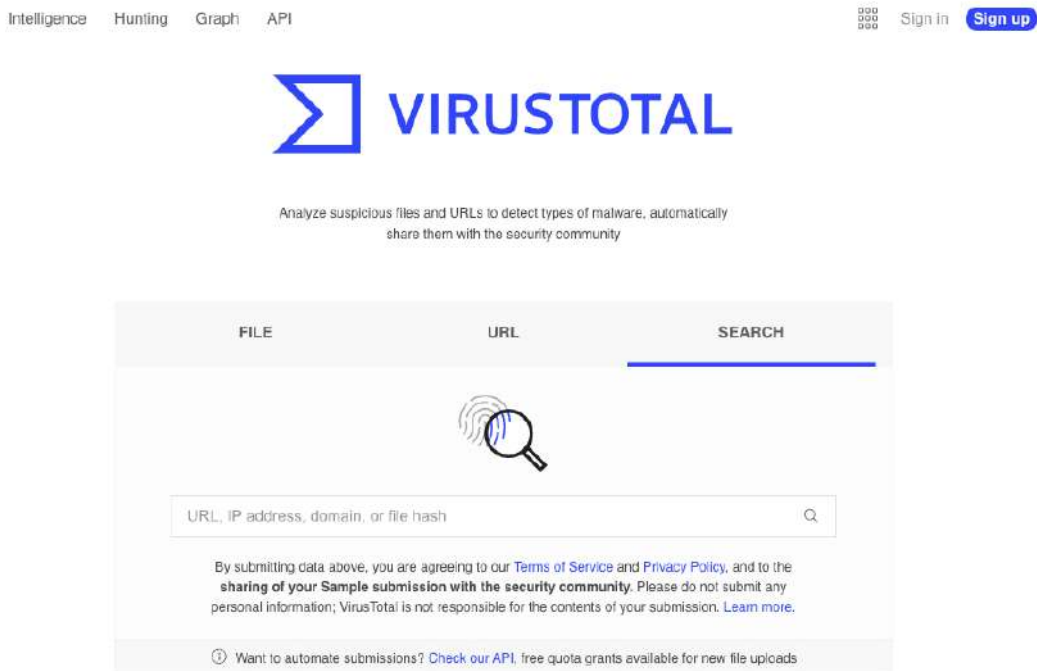 Intelligence Hunting Graph API Sign in Sign up
VIRUSTOTAL
Analyze suspicious files and URLs to detect types of malware, automatically
share them with the security community
FILE URL SEARCH
URL, IP address, domain, or file hash
By submitting data above, you are agreeing to our Terms of Service and Privacy Policy, and to the
sharing of your Sample submission with the security community. Please do not submit any
personal information; VirusTotal is not responsible for the contents of your submission. Learn more.
Want to automate submissions? Check our API, free quota grants available for new file uploads